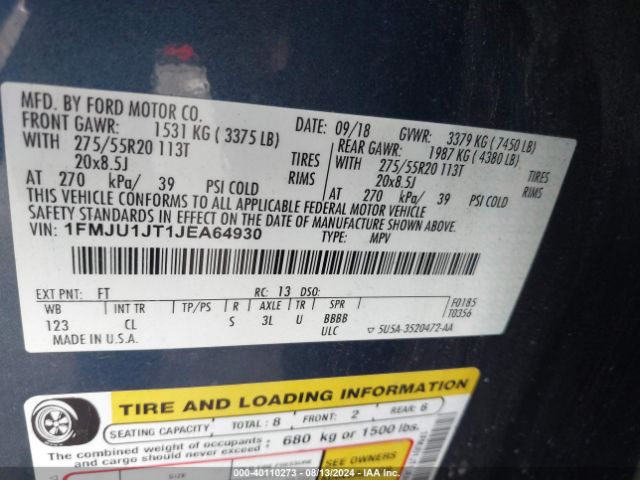 MFD. BY FORD MOTOR CO.
DATE: 09/18 GVWR: 3379 KG ( 7450 LB)
FRONT GAWR: 1531 KG ( 3375 LB) REAR GAWR: 1987 KG ( 4380 LB)
WITH 275/55R20 113T TIRES WITH 275/55R20 113T TIRES
20x8.5J RIMS 20x8.5J RIMS
AT 270 kPa/ 39 PSI COLD AT 270 kPa/ 39 PSI COLD
THIS VEHICLE CONFORMS TO ALL APPLICABLE FEDERAL MOTOR VEHICLE
SAFETY STANDARDS IN EFFECT ON THE DATE OF MANUFACTURE SHOWN ABOVE.
VIN: 1FMJU1JT1JEA64930
TYPE: MPV
EXT PNT: FT RC: 13 DSO:
WB INT TR TP/PS R AXLE TR SPR F0185
123 CL S 3L U BBBB T0356
ULC
MADE IN U.S.A. 5U5A-3520472-AA
TIRE AND LOADING INFORMATION
SEATING CAPACITY TOTAL: 8 FRONT: 2 REAR: 6
The combined weight of occupants and cargo should never exceed : 680 kg or 1500 lbs.
SIZE SEE OWNERS
000-40110273 - 08/13/2024 - IAA Inc.